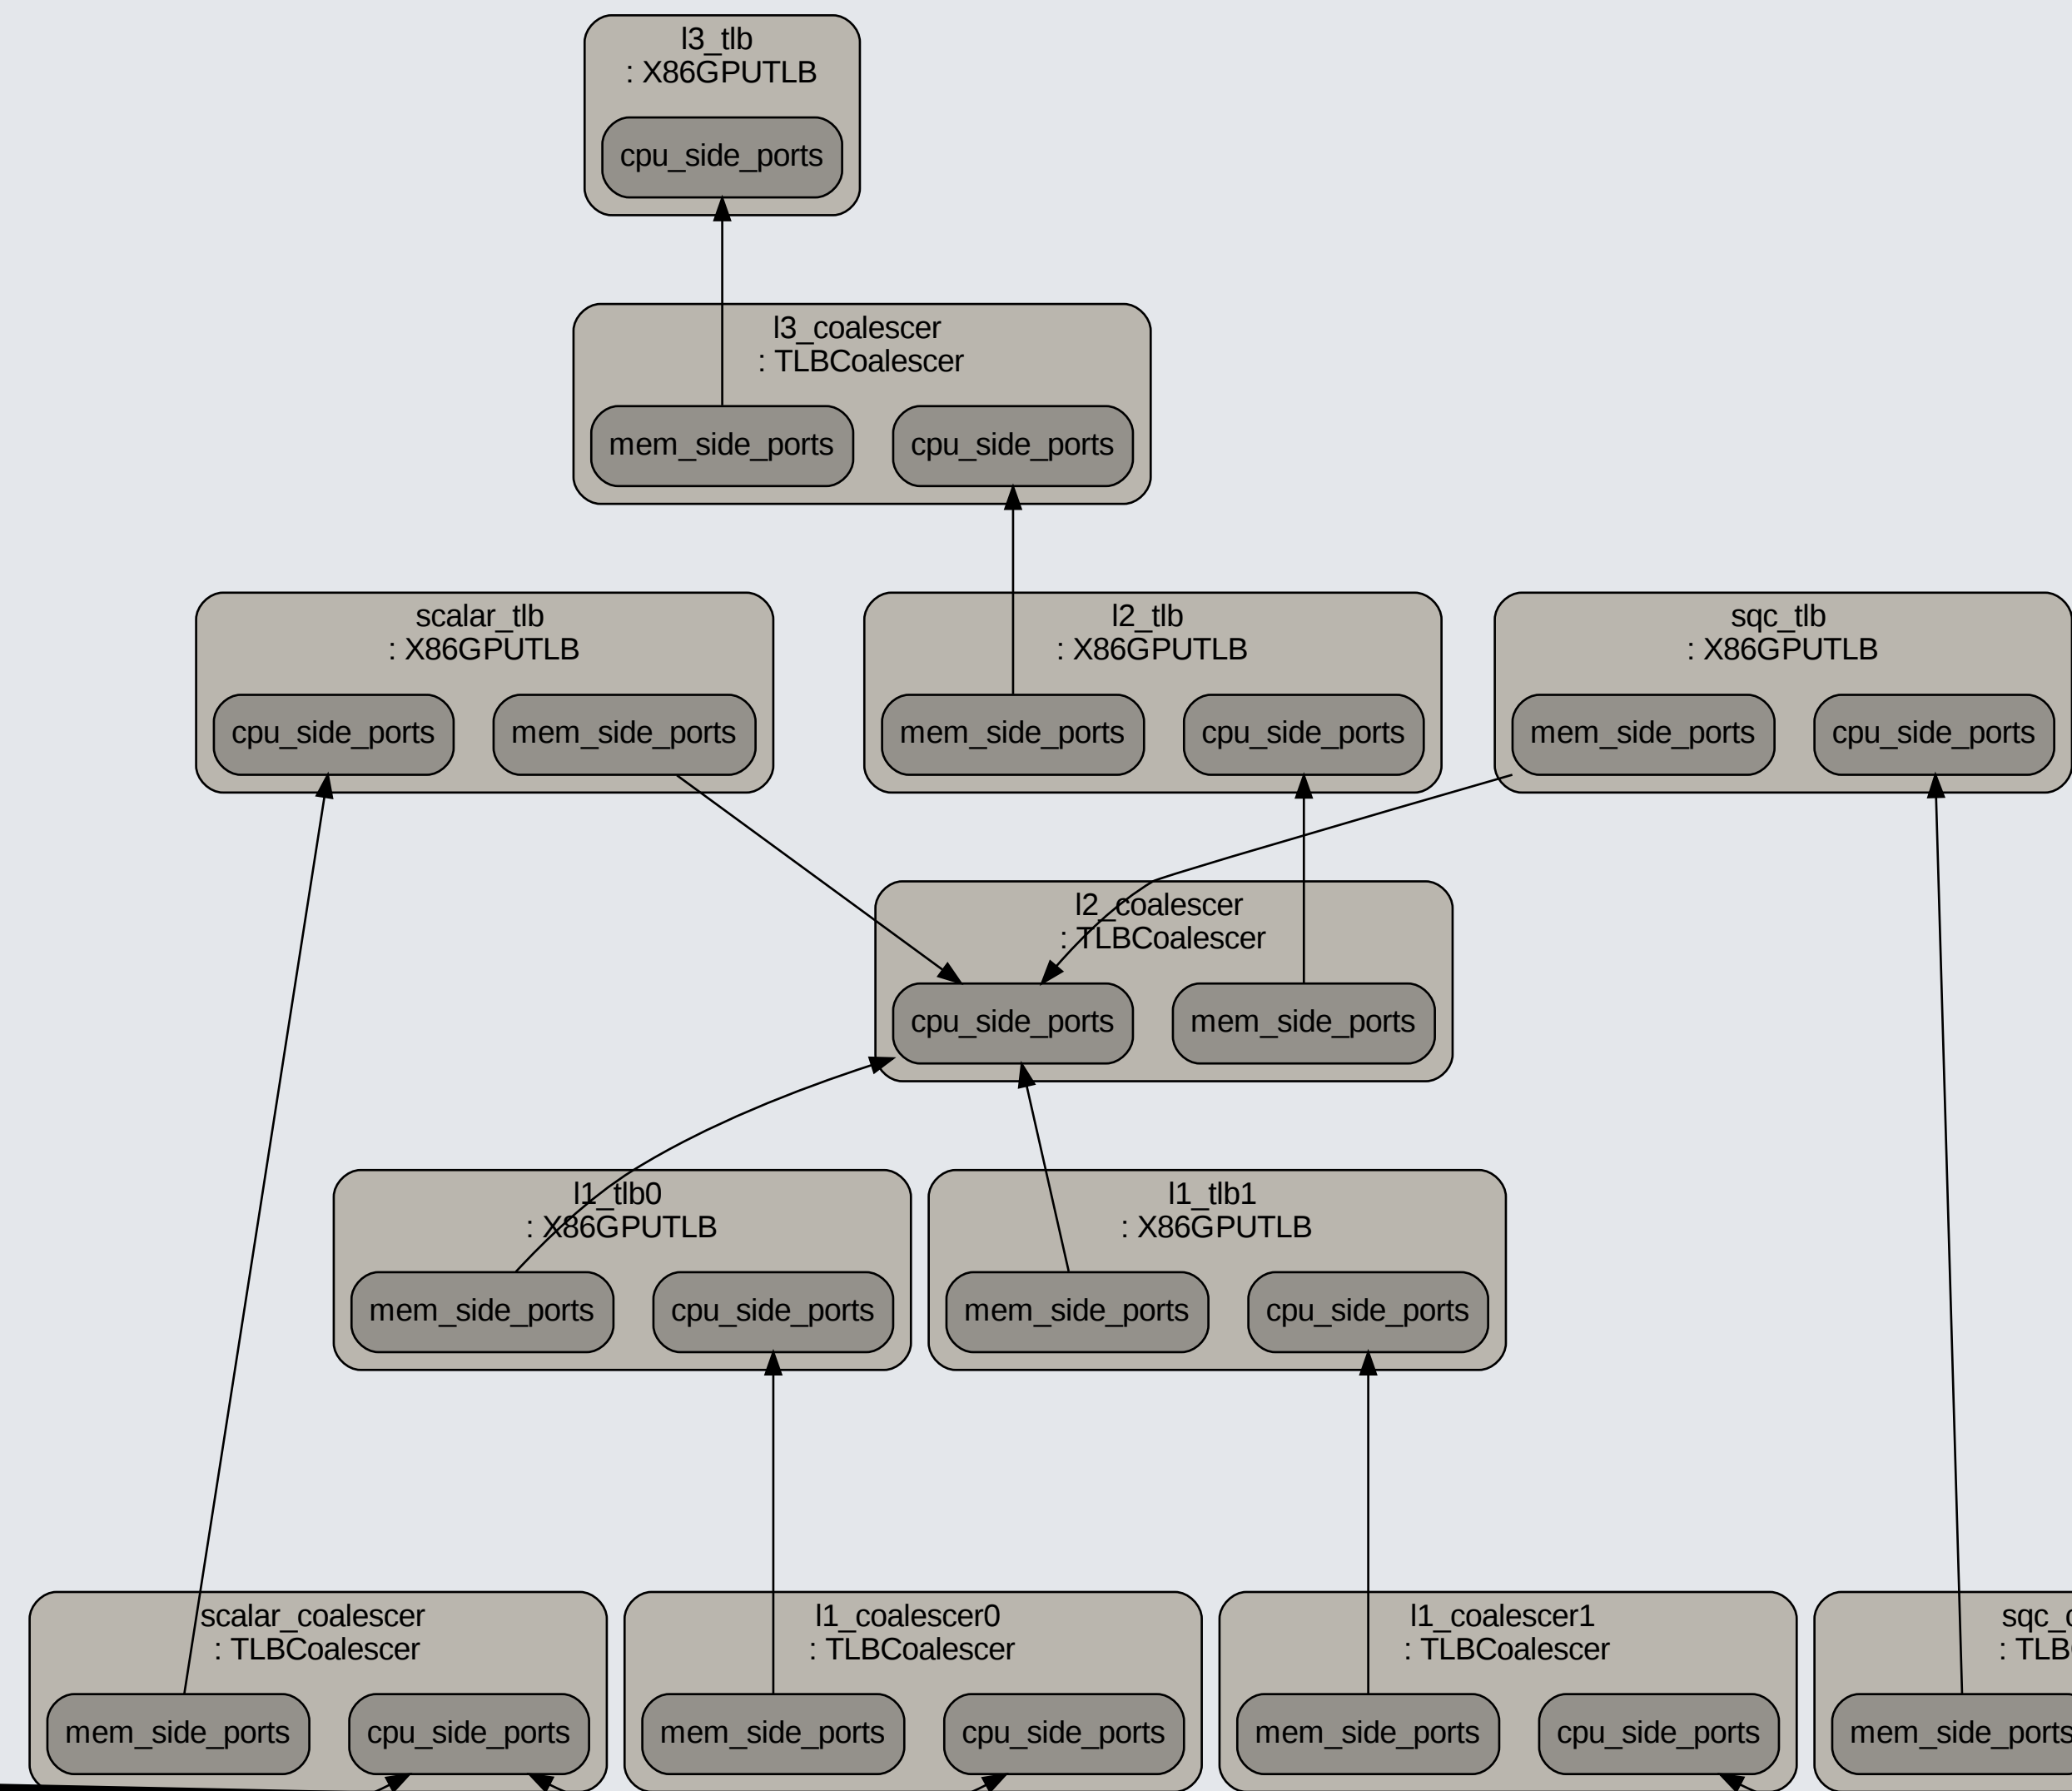 l3_tlb
: X86GPUTLB
cpu_side_ports
l3_coalescer
: TLBCoalescer
mem_side_ports
cpu_side_ports
scalar_tlb
: X86GPUTLB
cpu_side_ports
mem_side_ports
l2_tlb
: X86GPUTLB
mem_side_ports
cpu_side_ports
sqc_tlb
: X86GPUTLB
mem_side_ports
cpu_side_ports
l2_coalescer
: TLBCoalescer
cpu_side_ports
mem_side_ports
l1_tlb0
: X86GPUTLB
mem_side_ports
cpu_side_ports
l1_tlb1
: X86GPUTLB
mem_side_ports
cpu_side_ports
scalar_coalescer
: TLBCoalescer
mem_side_ports
cpu_side_ports
l1_coalescer0
: TLBCoalescer
mem_side_ports
cpu_side_ports
l1_coalescer1
: TLBCoalescer
mem_side_ports
cpu_side_ports
mem_side_ports